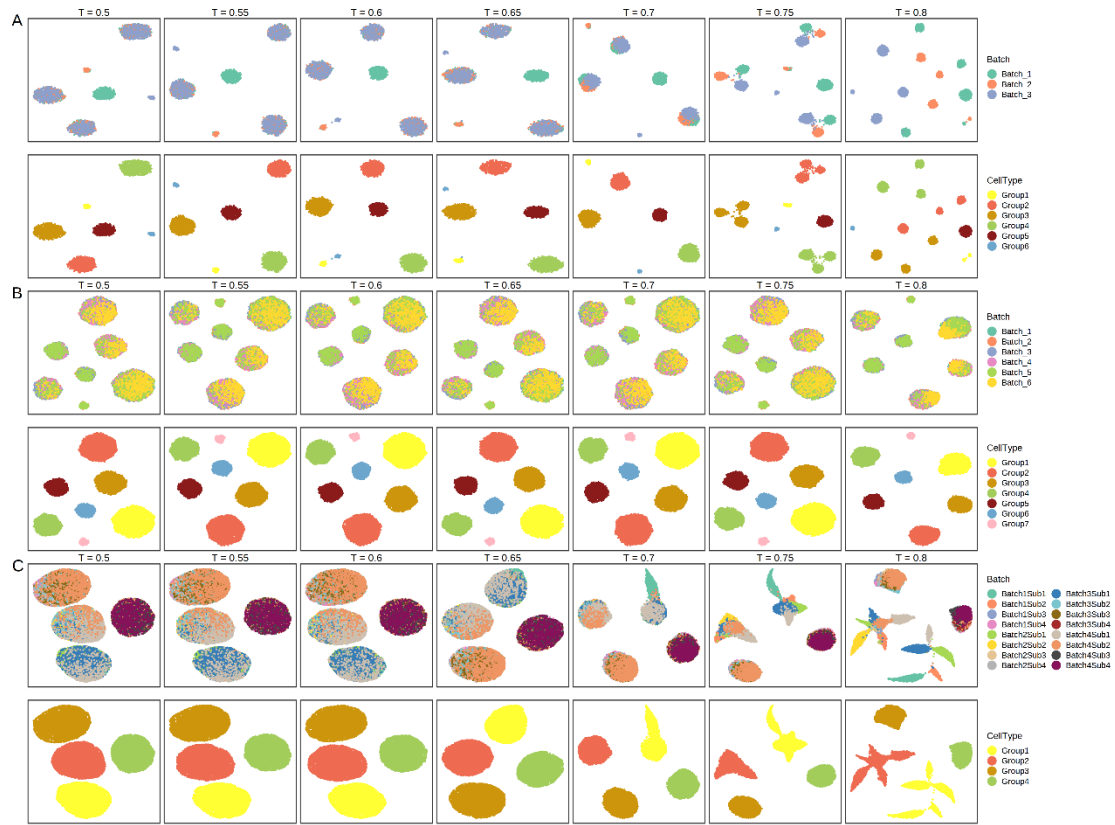 A
T = 0.5 T = 0.55 T = 0.6 T = 0.65 T = 0.7 T = 0.75 T = 0.8
Batch
Batch_1
Batch_2
Batch_3
CellType
Group1
Group2
Group3
Group4
Group5
Group6
B
T = 0.5 T = 0.55 T = 0.6 T = 0.65 T = 0.7 T = 0.75 T = 0.8
Batch
Batch_1
Batch_2
Batch_3
Batch_4
Batch_5
Batch_6
CellType
Group1
Group2
Group3
Group4
Group5
Group6
Group7
C
T = 0.5 T = 0.55 T = 0.6 T = 0.65 T = 0.7 T = 0.75 T = 0.8
Batch
Batch1Sub1 Batch3Sub1
Batch1Sub2 Batch3Sub2
Batch1Sub3 Batch3Sub3
Batch1Sub4 Batch3Sub4
Batch2Sub1 Batch4Sub1
Batch2Sub2 Batch4Sub2
Batch2Sub3 Batch4Sub3
Batch2Sub4 Batch4Sub4
CellType
Group1
Group2
Group3
Group4